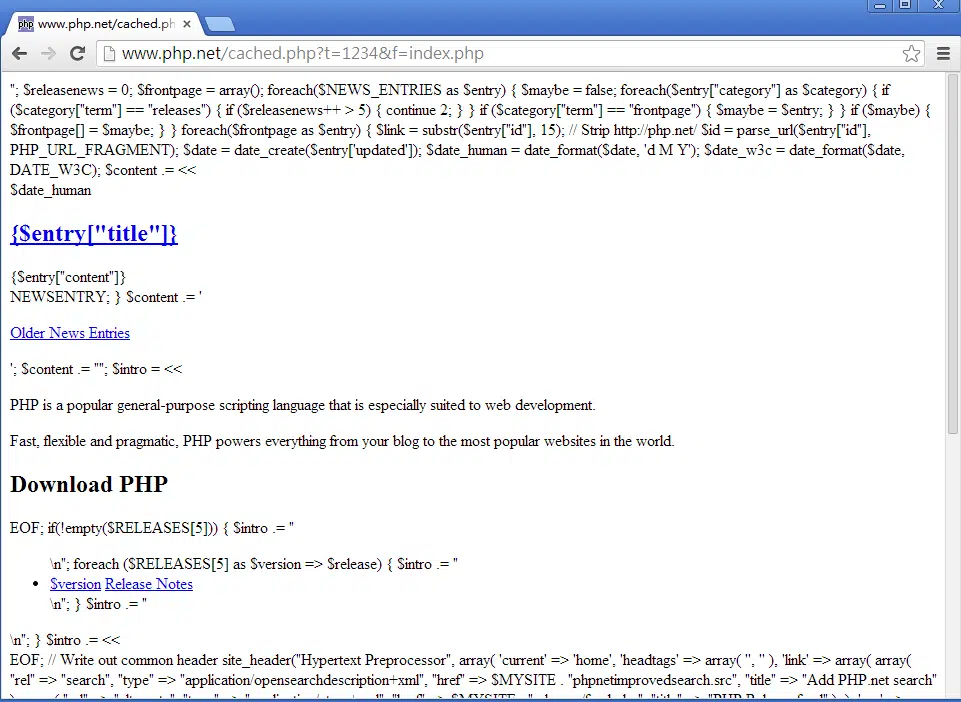 www.php.net/cached.ph
www.php.net/cached.php?t=1234&f=index.php
"; $releasenews = 0; $frontpage = array(); foreach($NEWS_ENTRIES as $entry) { $maybe = false; foreach($entry["category"] as $category) { if
($category["term"] == "releases") { if ($releasenews++ > 5) { continue 2; } } if ($category["term"] == "frontpage") { $maybe = $entry; } } if ($maybe) {
$frontpage[] = $maybe; } } foreach($frontpage as $entry) { $link = substr($entry["id"], 15); // Strip http://php.net/ $id = parse_url($entry["id"],
PHP_URL_FRAGMENT); $date = date_create($entry['updated']); $date_human = date_format($date, 'd M Y'); $date_w3c = date_format($date,
DATE_W3C); $content .= <<
$date_human
{$entry["title"]}
{$entry["content"]}
NEWSENTRY; } $content .= '
Older News Entries
'; $content .= ""; $intro = <<
PHP is a popular general-purpose scripting language that is especially suited to web development.
Fast, flexible and pragmatic, PHP powers everything from your blog to the most popular websites in the world.
Download PHP
EOF; if(!empty($RELEASES[5])) { $intro .= "
\n"; foreach ($RELEASES[5] as $version => $release) { $intro .= "
• $version Release Notes
\n"; } $intro .= "
\n"; } $intro .= <<
EOF; // Write out common header site_header("Hypertext Preprocessor", array( 'current' => 'home', 'headtags' => array( '', '' ), 'link' => array( array(
"rel" => "search", "type" => "application/opensearchdescription+xml", "href" => $MYSITE . "phpnetimprovedsearch.src", "title" => "Add PHP.net search"